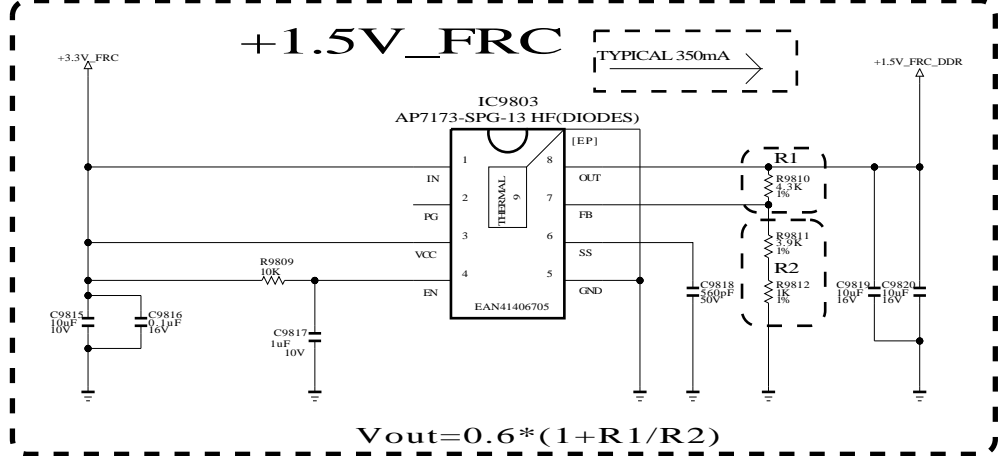 +1.5V_FRC
TYPICAL 350mA
+3.3V_FRC
+1.5V_FRC_DDR
IC9803
AP7173-SPG-13 HF(DIODES)
[EP]
1
IN
2
PG
3
VCC
4
EN
THERMAL
9
8
OUT
7
FB
6
SS
5
GND
EAN41406705
R1
R9810
4.3K
1%
R9811
3.9K
1%
R2
R9812
1K
1%
R9809
10K
C9815
10uF
10V
C9816
0.1uF
16V
C9817
1uF
10V
C9818
560pF
50V
C9819
10uF
16V
C9820
10uF
16V
Vout=0.6*(1+R1/R2)